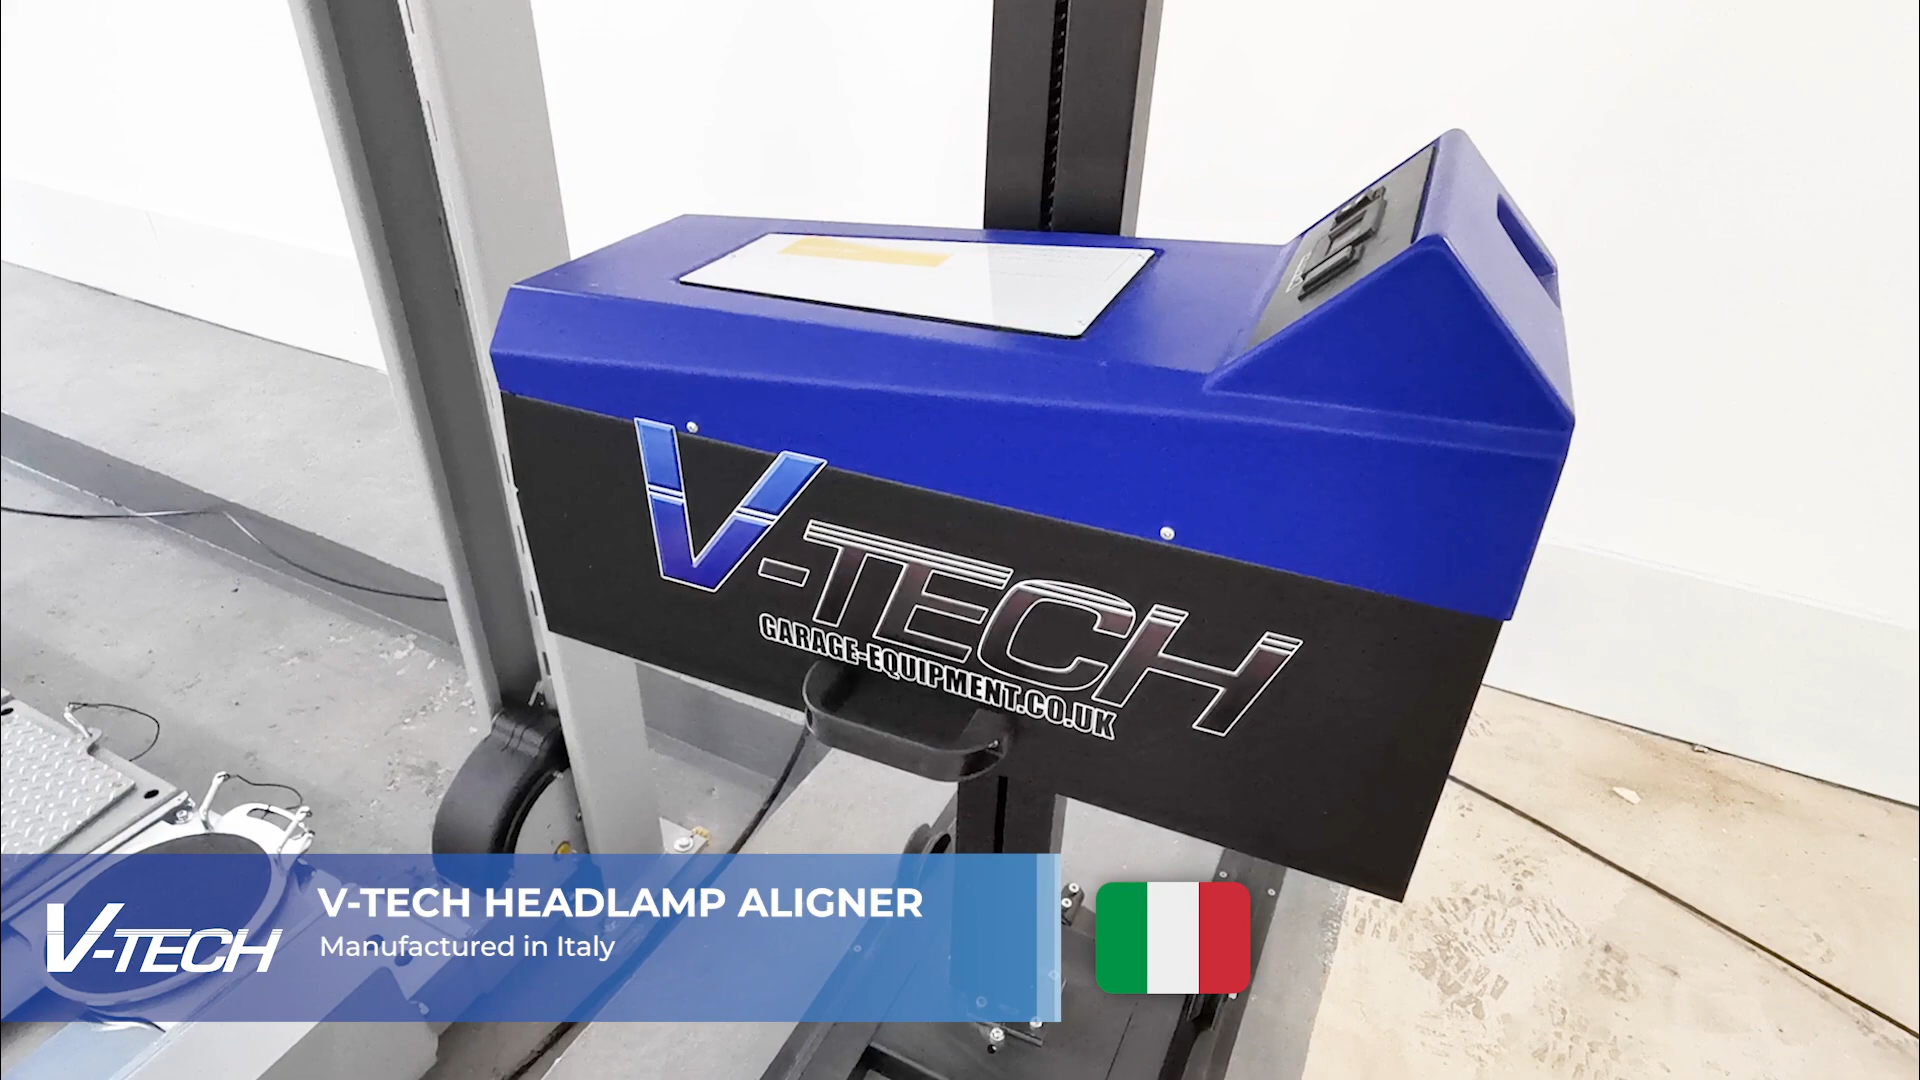 V-TECH
GARAGE-EQUIPMENT.CO.UK
V-TECH
V-TECH HEADLAMP ALIGNER
Manufactured in Italy